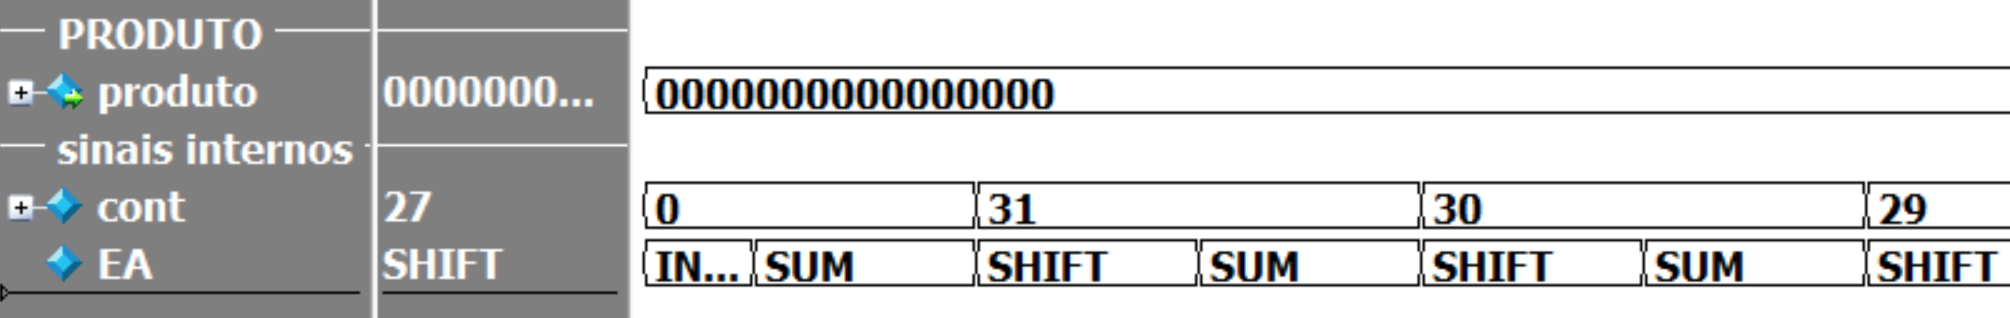 PRODUTO
produto 0000000... 0000000000000000
sinais internos
cont 27 0 31 30 29
EA SHIFT IN... SUM SHIFT SUM SHIFT SUM SHIFT